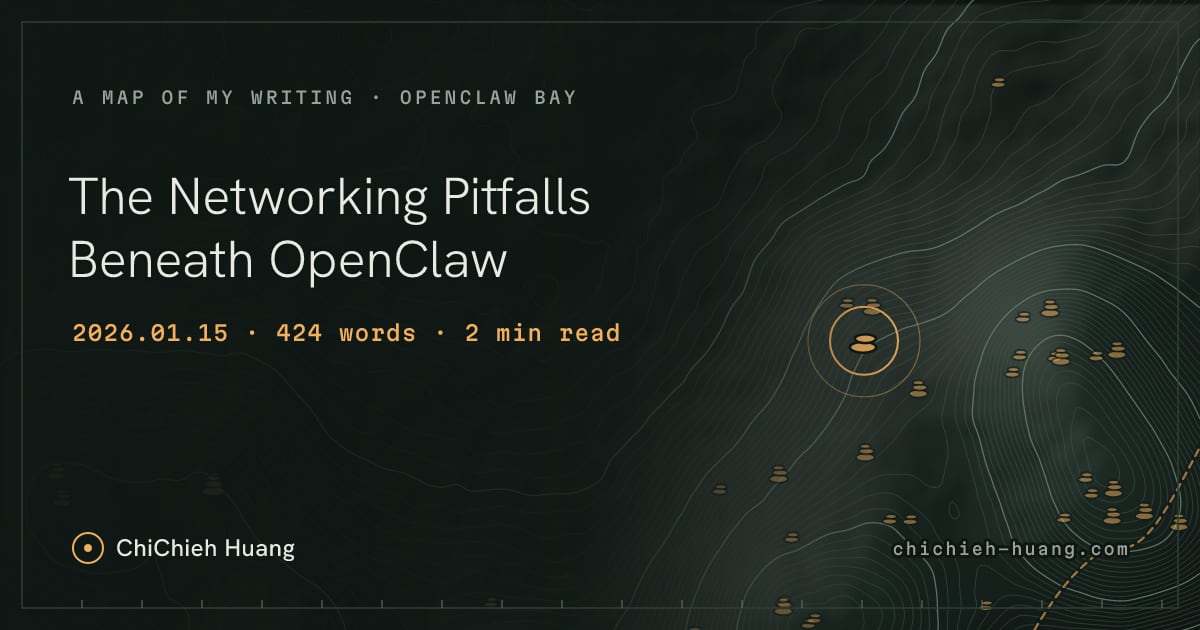 A MAP OF MY WRITING · OPENCLAW BAY
The Networking Pitfalls
Beneath OpenClaw
2026.01.15 · 424 words · 2 min read
ChiChieh Huang
chichieh-huang.com